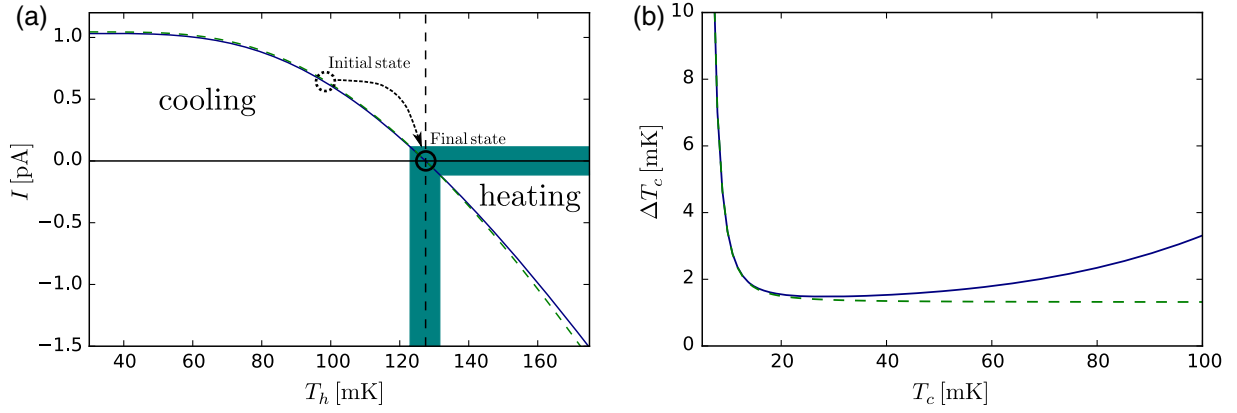 (a)
1.0
0.5
0.0
−0.5
−1.0
−1.5
I [pA]
cooling
Initial state
Final state
heating
40 60 80 100 120 140 160
T_h [mK]
(b)
10
8
6
4
2
0
ΔT_c [mK]
20 40 60 80 100
T_c [mK]